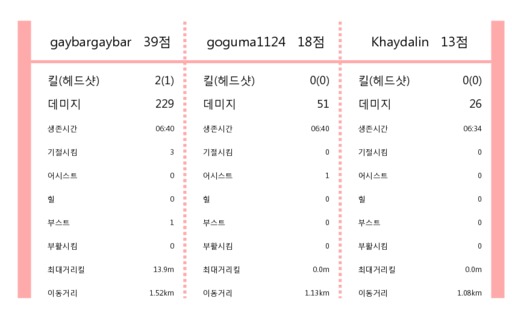 gaybargaybar 39점 goguma1124 18점 Khaydalin 13점
킬(헤드샷) 2(1) 킬(헤드샷) 0(0) 킬(헤드샷) 0(0)
데미지 229 데미지 51 데미지 26
생존시간 06:40 생존시간 06:40 생존시간 06:34
기절시킴 3 기절시킴 0 기절시킴 0
어시스트 0 어시스트 1 어시스트 0
힐 0 힐 0 힐 0
부스트 1 부스트 0 부스트 0
부활시킴 0 부활시킴 0 부활시킴 0
최대거리킬 13.9m 최대거리킬 0.0m 최대거리킬 0.0m
이동거리 1.52km 이동거리 1.13km 이동거리 1.08km